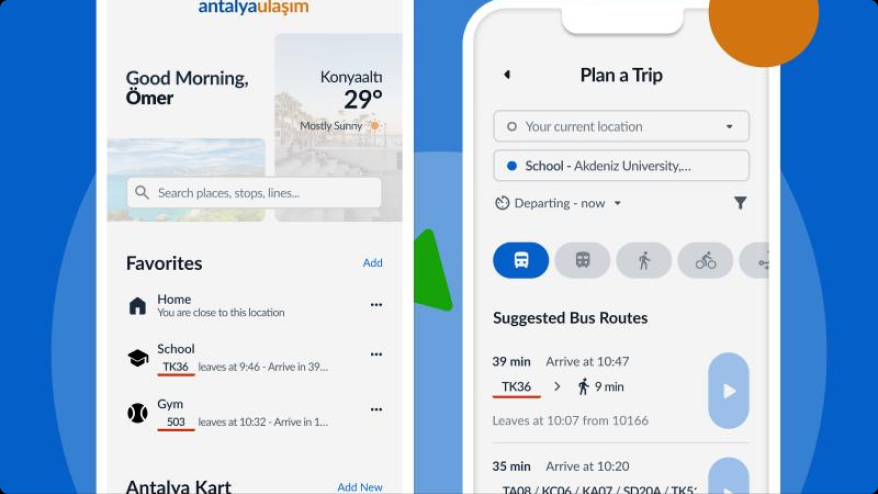 antalyaulaşım
Good Morning,
Ömer
Konyaaltı
29°
Mostly Sunny
Search places, stops, lines...
Favorites
Add
Home
You are close to this location
School
TK36 leaves at 9:46 - Arrive in 39...
Gym
503 leaves at 10:32 - Arrive in 1...
Antalya Kart
Add New
Plan a Trip
Your current location
School - Akdeniz University,...
Departing - now
Suggested Bus Routes
39 min Arrive at 10:47
TK36 > 9 min
Leaves at 10:07 from 10166
35 min Arrive at 10:20
TA08 / KC06 / KA07 / SD20A /